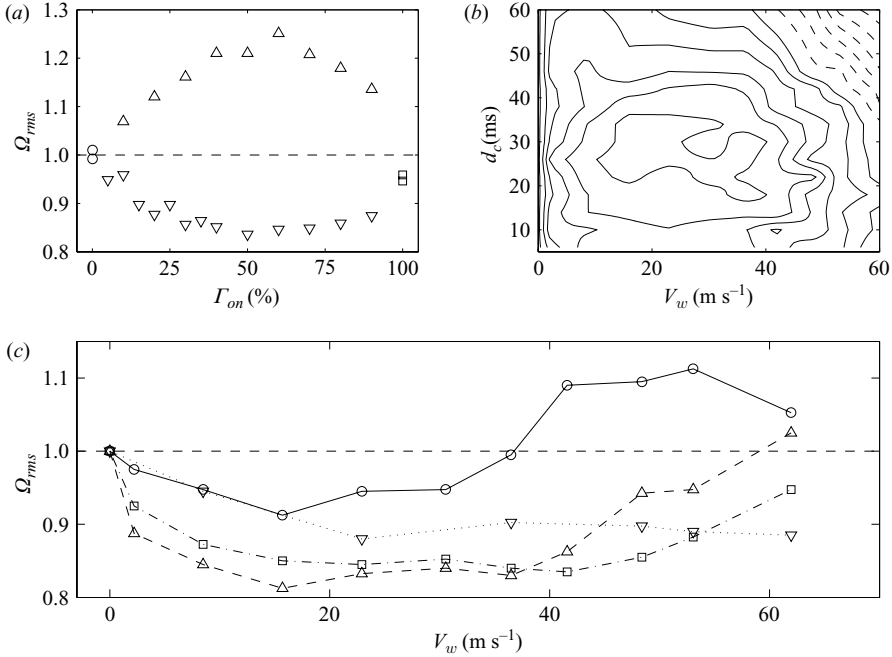 (a)
1.3
1.2
1.1
1.0
0.9
0.8
Ω_rms
0 25 50 75 100
Γ_on (%)
(b)
60
50
40
30
20
10
d_c (ms)
0 20 40 60
V_w (m s⁻¹)
(c)
1.1
1.0
0.9
0.8
Ω_rms
0 20 40 60
V_w (m s⁻¹)